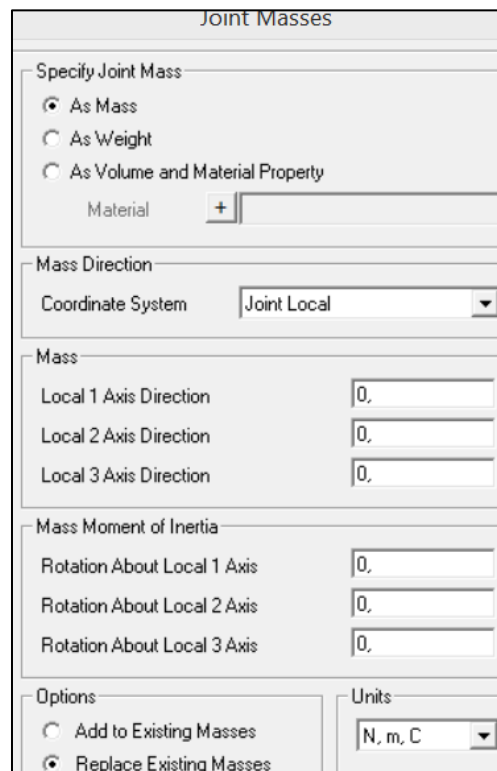 Joint Masses
Specify Joint Mass
As Mass
As Weight
As Volume and Material Property
Material +
Mass Direction
Coordinate System Joint Local
Mass
Local 1 Axis Direction 0,
Local 2 Axis Direction 0,
Local 3 Axis Direction 0,
Mass Moment of Inertia
Rotation About Local 1 Axis 0,
Rotation About Local 2 Axis 0,
Rotation About Local 3 Axis 0,
Options Units
Add to Existing Masses N, m, C
Replace Existing Masses